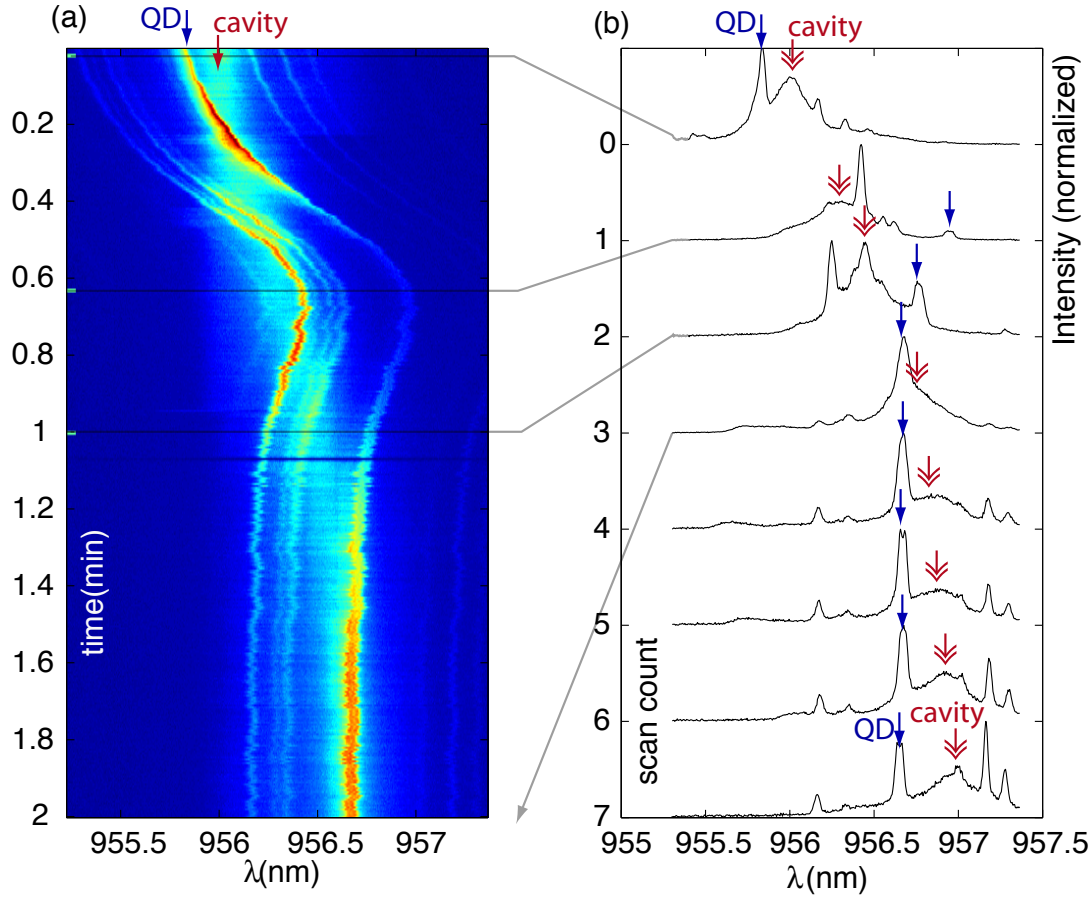 (a)
QD
cavity
0.2
0.4
0.6
0.8
1
1.2
1.4
1.6
1.8
2
time(min)
955.5
956
956.5
957
λ(nm)
(b)
QD
cavity
0
1
2
3
4
5
6
7
scan count
Intensity (normalized)
QD
cavity
955
955.5
956
956.5
957
957.5
λ(nm)